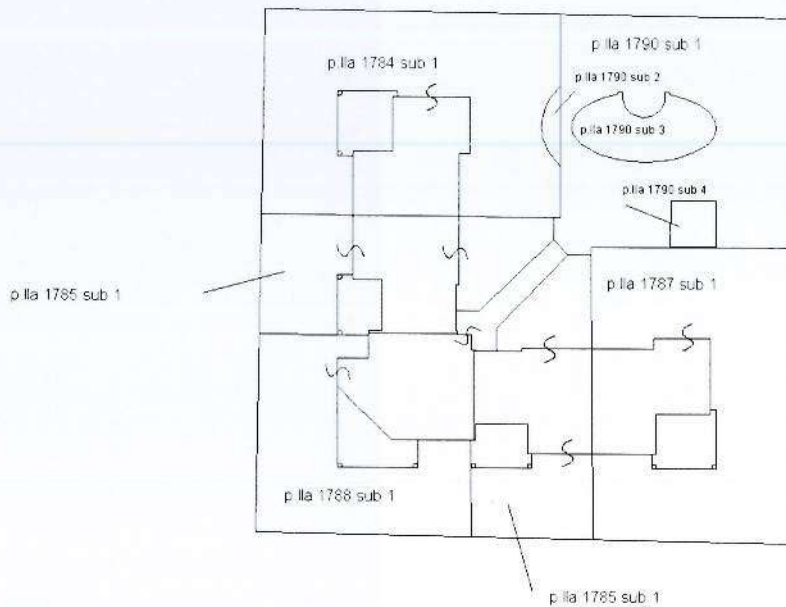 p.lla 1790 sub 1
p.lla 1784 sub 1
p.lla 1790 sub 2
p.lla 1790 sub 3
p.lla 1790 sub 4
p.lla 1785 sub 1
p.lla 1787 sub 1
p.lla 1788 sub 1
p.lla 1785 sub 1